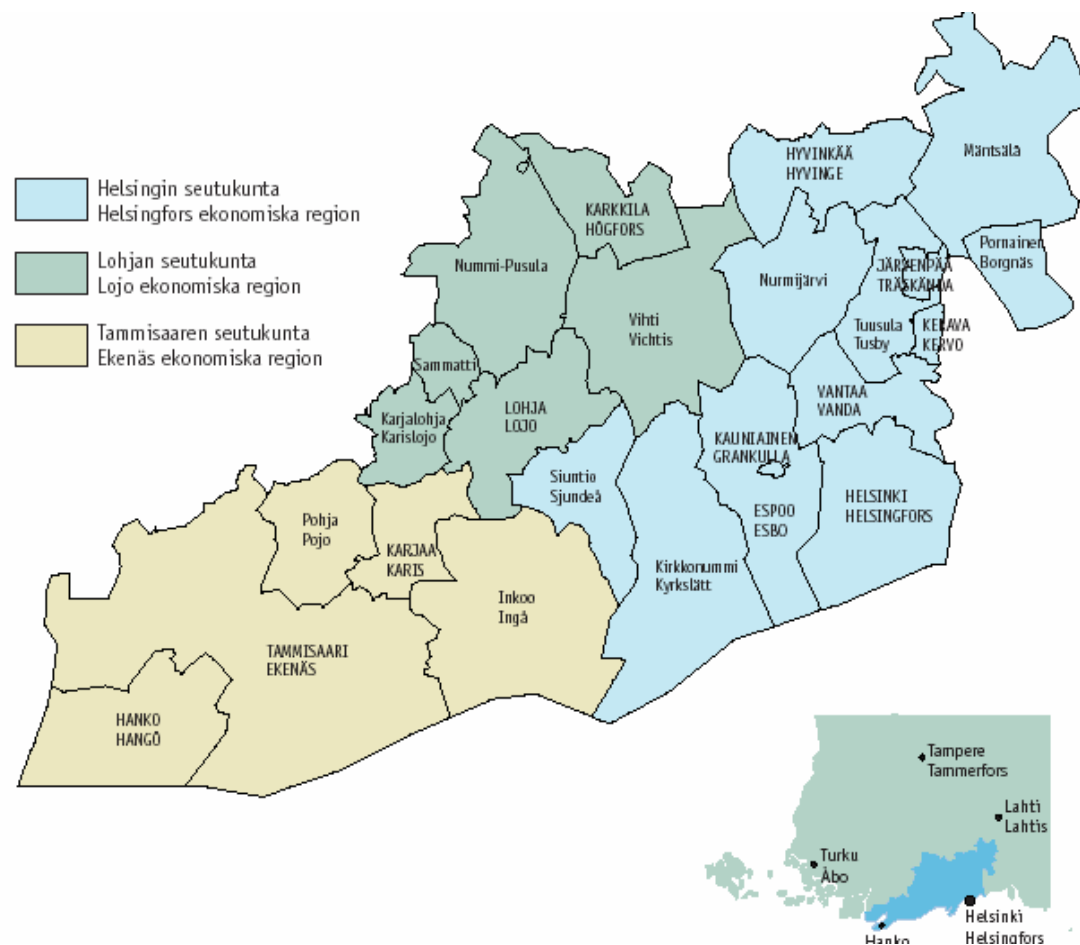 Helsingin seutukunta
Helsingfors ekonomiska region
Lohjan seutukunta
Lojo ekonomiska region
Tammisaaren seutukunta
Ekenäs ekonomiska region
Mäntsälä
HYVINKÄÄ
HYVINGE
KARKKILA
HÖGFORS
Pornainen
Borgnäs
Nummi-Pusula
JÄRVENPÄÄ
TRÄSKÄNDA
Nurmijärvi
Vihti
Vichtis
Tuusula
Tusby
KERAVA
KERVO
Sammatti
VANTAA
VANDA
Karjalohja
Karislojo
LOHJA
LOJO
KAUNIAINEN
GRANKULLA
Siuntio
Sjundeå
HELSINKI
HELSINGFORS
ESPOO
ESBO
Pohja
Pojo
KARJAA
KARIS
Kirkkonummi
Kyrkslätt
Inkoo
Ingå
TAMMISAARI
EKENÄS
HANKO
HANGÖ
Tampere
Tammerfors
Lahti
Lahtis
Turku
Åbo
Helsinki
Helsingfors
Hanko